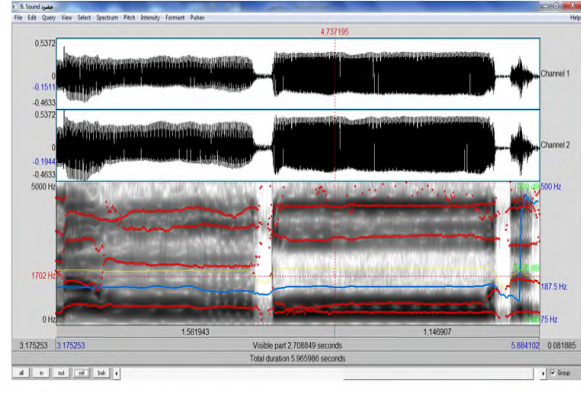 6. Sound مقصود
File Edit Query View Select Spectrum Pitch Intensity Formant Pulses Help
4.737195
0.5372
0
-0.1511
-0.4633
Channel 1
0.5372
0
-0.1944
-0.4633
Channel 2
5000 Hz 500 Hz
1702 Hz
187.5 Hz
0 Hz 75 Hz
1.561943 1.146907
3.175253 3.175253 Visible part 2.708849 seconds 5.884102 0.081885
Total duration 5.965986 seconds
all in out sel bak Group